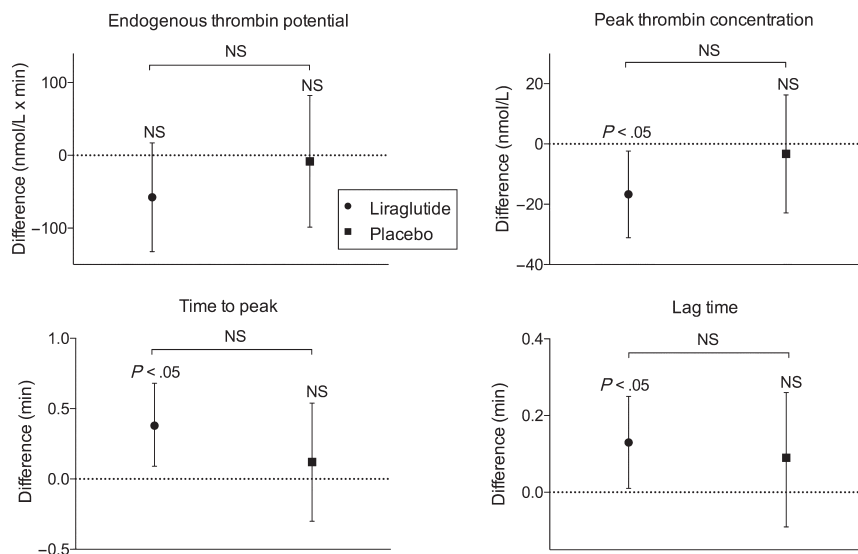 Endogenous thrombin potential
Difference (nmol/L x min)
100
0
−100
NS
NS
NS
Liraglutide
Placebo
Peak thrombin concentration
Difference (nmol/L)
20
0
−20
−40
NS
P < .05
NS
Time to peak
Difference (min)
1.0
0.5
0.0
−0.5
NS
P < .05
NS
Lag time
Difference (min)
0.4
0.2
0.0
NS
P < .05
NS